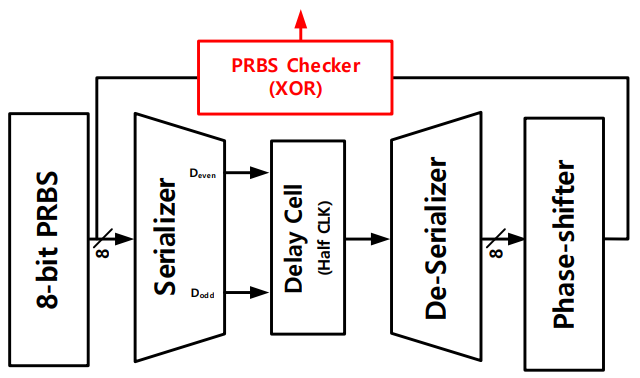 PRBS Checker
(XOR)
8-bit PRBS
8
Serializer
Deven
Dodd
Delay Cell
(Half CLK)
De-Serializer
8
Phase-shifter